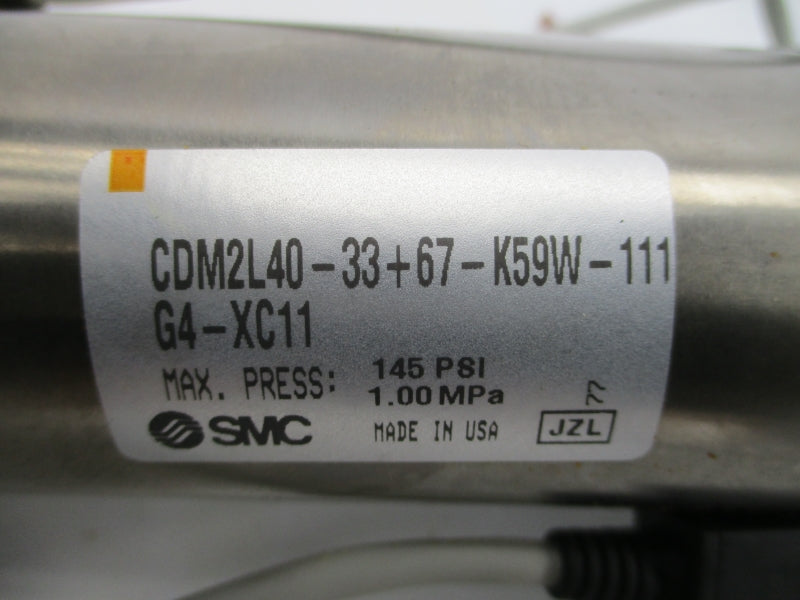 CDM2L40-33+67-K59W-111
G4-XC11
MAX. PRESS: 145 PSI
1.00 MPa
SMC MADE IN USA JZL
77